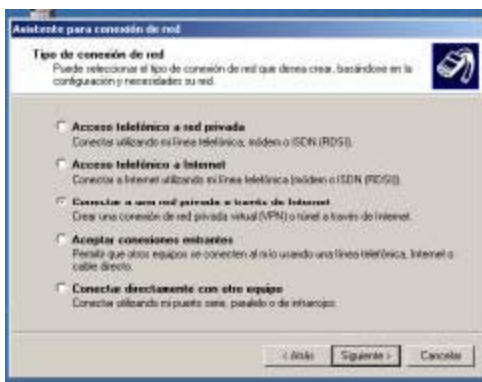 Asistente para conexión de red
Tipo de conexión de red
Puede seleccionar el tipo de conexión de red que desea crear, basándose en la
configuración y necesidades su red.
Acceso telefónico a red privada
Conectar utilizando mi línea telefónica, módem o ISDN (RDSI).
Acceso telefónico a Internet
Conectar a Internet utilizando mi línea telefónica (módem o ISDN (RDSI)).
Conectar a una red privada a través de Internet
Crear una conexión de red privada virtual (VPN) o túnel a través de Internet.
Aceptar conexiones entrantes
Permitir que otros equipos se conecten al mío usando una línea telefónica, Internet o
cable directo.
Conectar directamente con otro equipo
Conectar utilizando mi puerto serie, paralelo o de infrarrojos.
< Atrás
Siguiente >
Cancelar